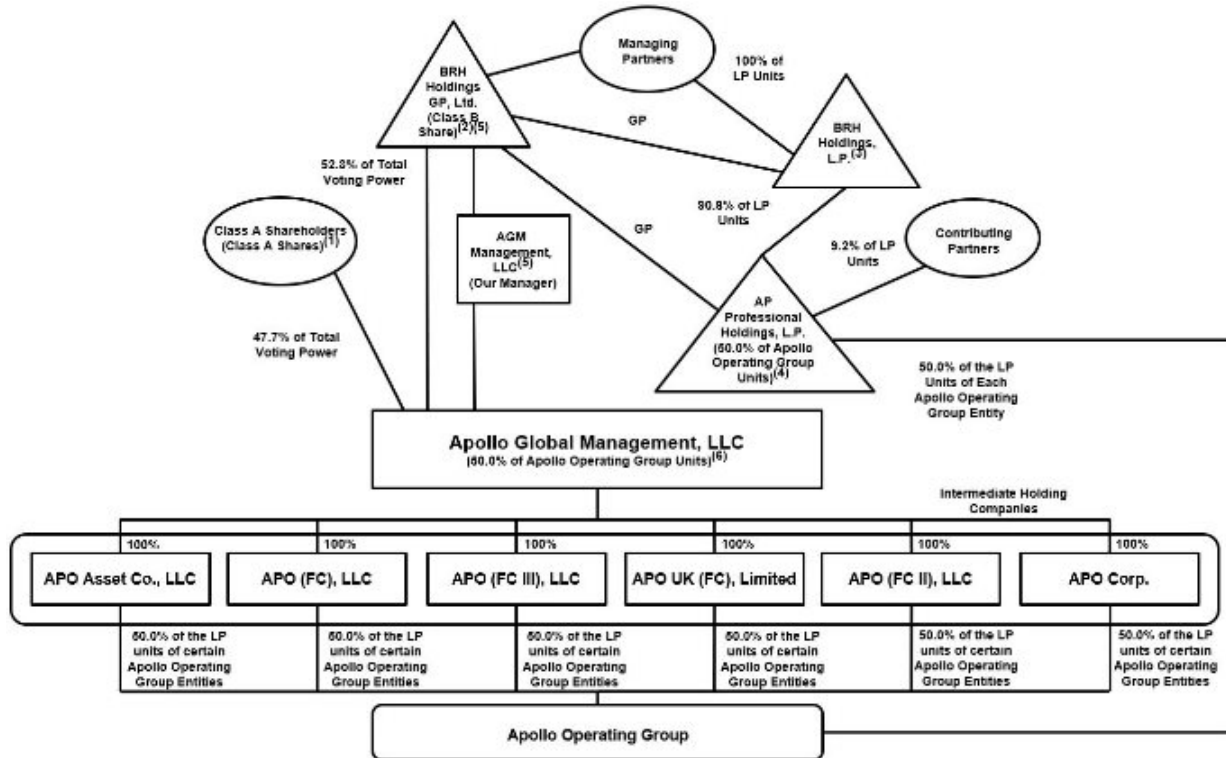 Managing
Partners
100% of
LP Units
BRH
Holdings
GP, Ltd.
(Class B
Share)(2)(5)
GP
BRH
Holdings,
L.P.(3)
52.3% of Total
Voting Power
90.8% of LP
Units
Class A Shareholders
(Class A Shares)(1)
AGM
Management,
LLC(5)
(Our Manager)
GP
Contributing
Partners
9.2% of LP
Units
AP
Professional
Holdings, L.P.
(50.0% of Apollo
Operating Group
Units)(4)
47.7% of Total
Voting Power
50.0% of the LP
Units of Each
Apollo Operating
Group Entity
Apollo Global Management, LLC
(50.0% of Apollo Operating Group Units)(6)
Intermediate Holding
Companies
100%
100%
100%
100%
100%
100%
APO Asset Co., LLC
APO (FC), LLC
APO (FC III), LLC
APO UK (FC), Limited
APO (FC II), LLC
APO Corp.
50.0% of the LP
units of certain
Apollo Operating
Group Entities
50.0% of the LP
units of certain
Apollo Operating
Group Entities
50.0% of the LP
units of certain
Apollo Operating
Group Entities
50.0% of the LP
units of certain
Apollo Operating
Group Entities
50.0% of the LP
units of certain
Apollo Operating
Group Entities
50.0% of the LP
units of certain
Apollo Operating
Group Entities
Apollo Operating Group